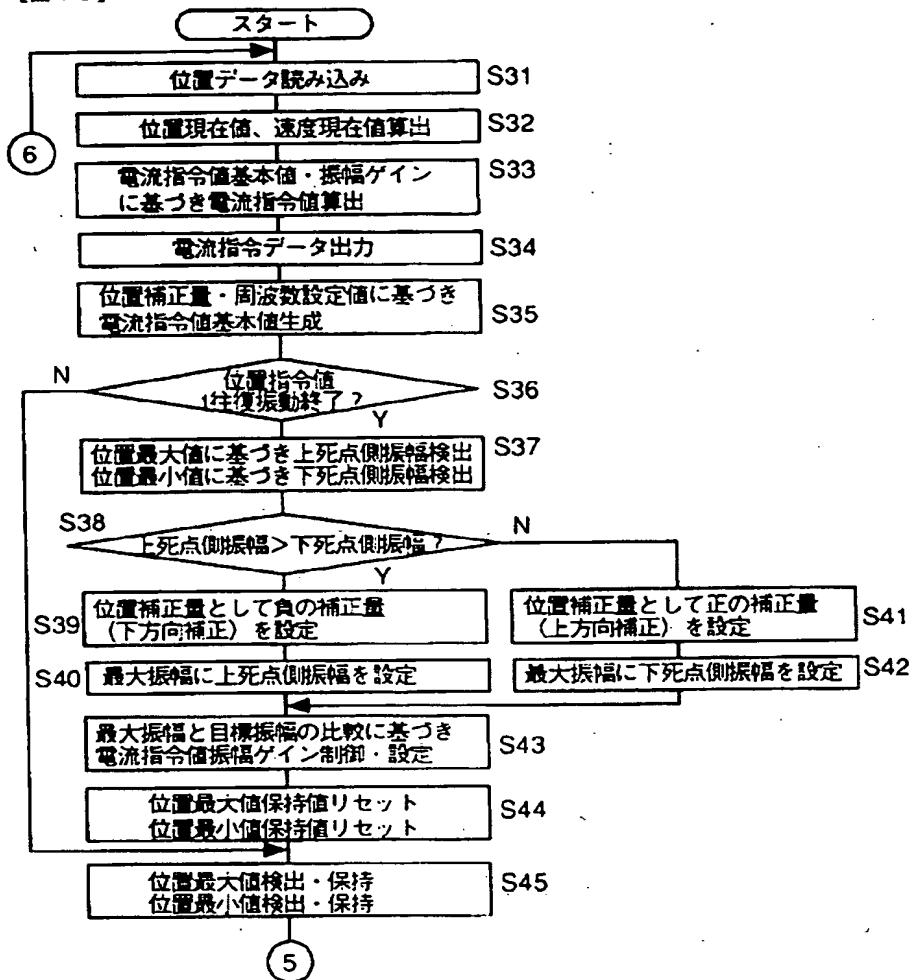 スタート
位置データ読み込み
S31
位置現在値、速度現在値算出
S32
6
電流指令値基本値・振幅ゲイン
に基づき電流指令値算出
S33
電流指令データ出力
S34
位置補正量・周波数設定値に基づき
電流指令値基本値生成
S35
N
位置指令値
1往復振動終了?
S36
Y
位置最大値に基づき上死点側振幅検出
位置最小値に基づき下死点側振幅検出
S37
S38
上死点側振幅>下死点側振幅?
N
Y
S39
位置補正量として負の補正量
(下方向補正)を設定
位置補正量として正の補正量
(上方向補正)を設定
S41
S40
最大振幅に上死点側振幅を設定
最大振幅に下死点側振幅を設定
S42
最大振幅と目標振幅の比較に基づき
電流指令値振幅ゲイン制御・設定
S43
位置最大値保持値リセット
位置最小値保持値リセット
S44
位置最大値検出・保持
位置最小値検出・保持
S45
5